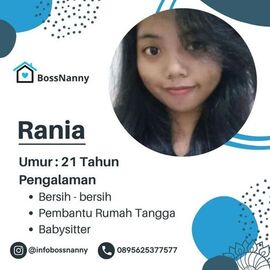 BossNanny
Rania
Umur : 21 Tahun
Pengalaman
Bersih - bersih
Pembantu Rumah Tangga
Babysitter
@infobossnanny 0895625377577